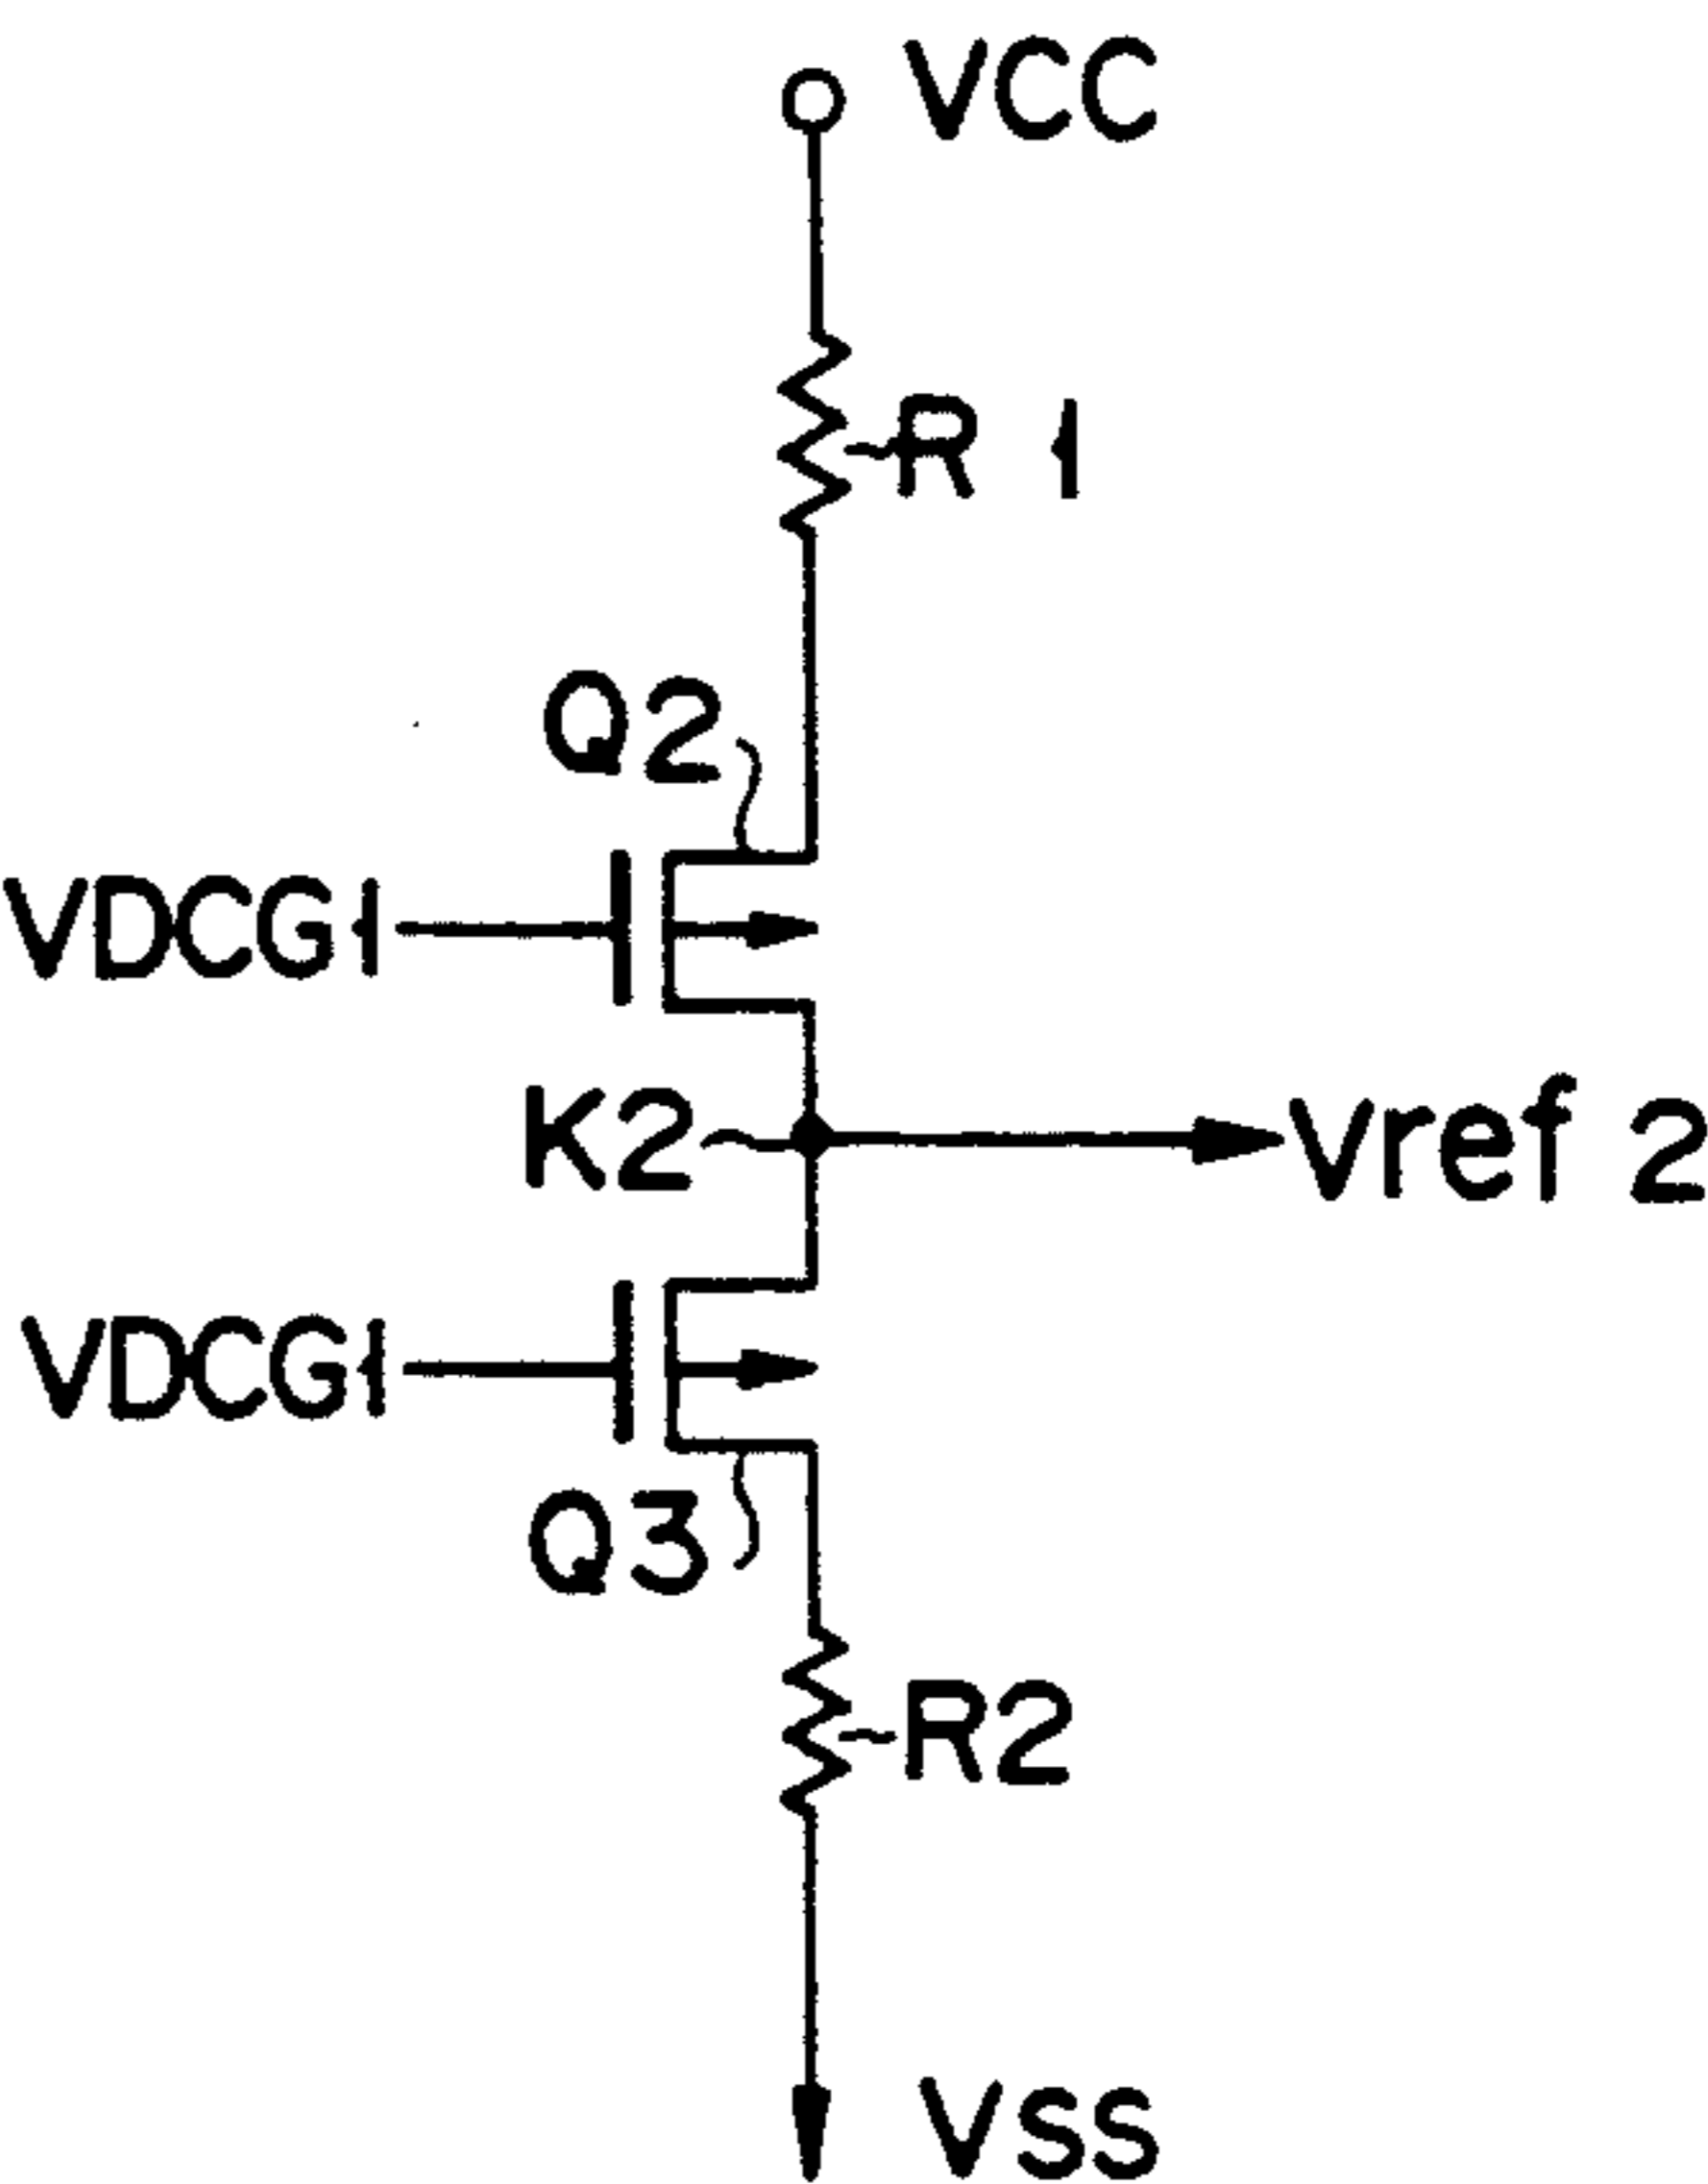 VCC
R 1
Q2
VDCG1
K2
Vref 2
VDCG1
Q3
R2
VSS